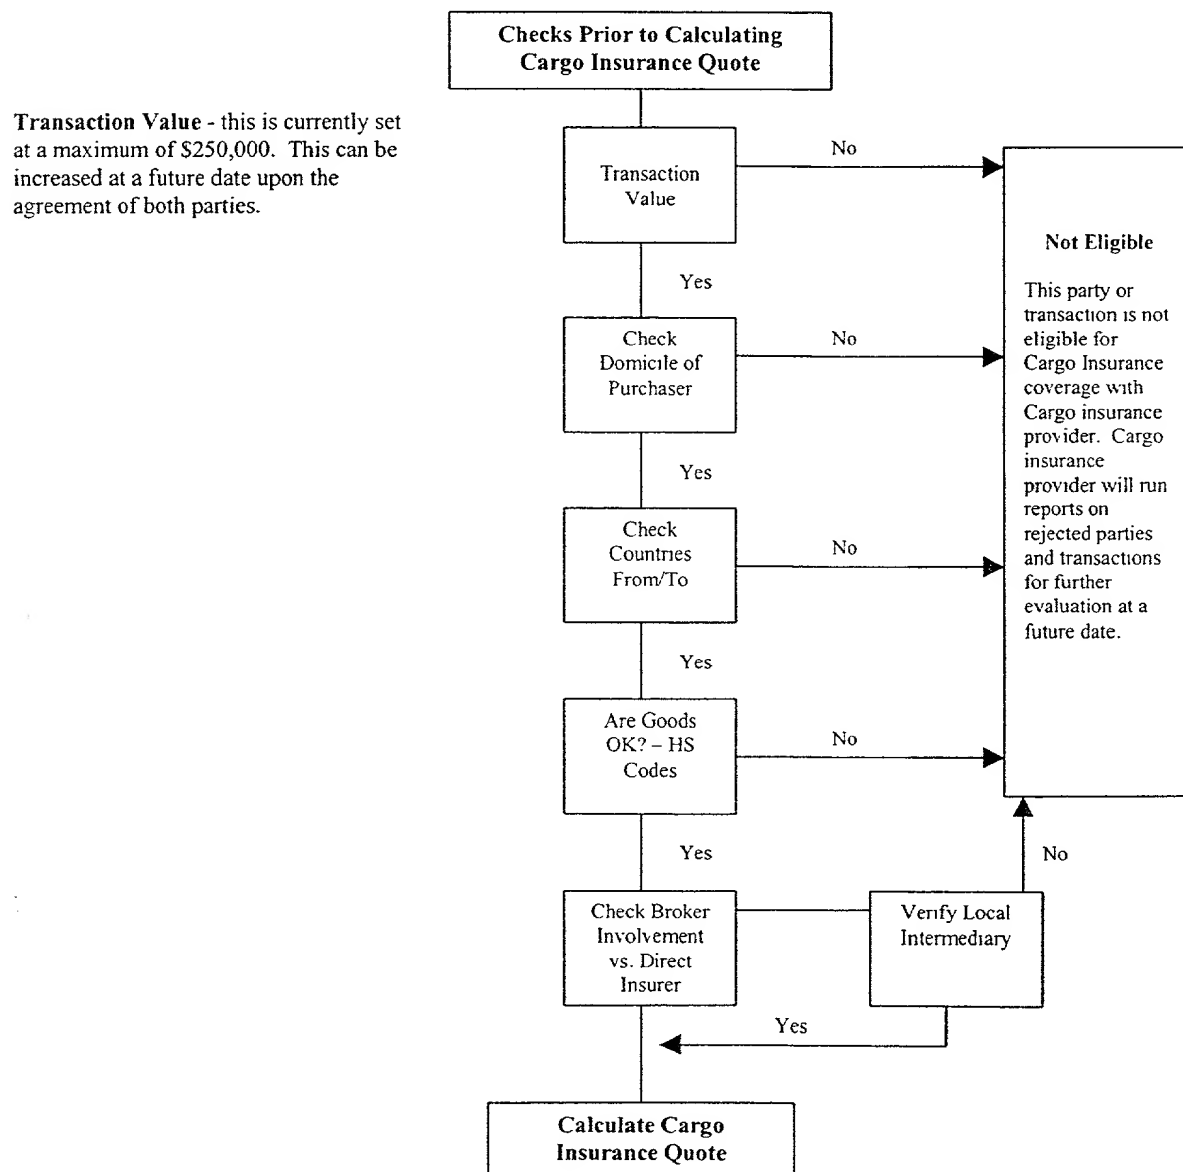 Checks Prior to Calculating
Cargo Insurance Quote
Transaction Value - this is currently set
at a maximum of $250,000. This can be
increased at a future date upon the
agreement of both parties.
Transaction
Value
No
Yes
Check
Domicile of
Purchaser
No
Yes
Check
Countries
From/To
No
Yes
Are Goods
OK? – HS
Codes
No
Yes
Not Eligible
This party or
transaction is not
eligible for
Cargo Insurance
coverage with
Cargo insurance
provider. Cargo
insurance
provider will run
reports on
rejected parties
and transactions
for further
evaluation at a
future date.
Check Broker
Involvement
vs. Direct
Insurer
Verify Local
Intermediary
No
Yes
Calculate Cargo
Insurance Quote